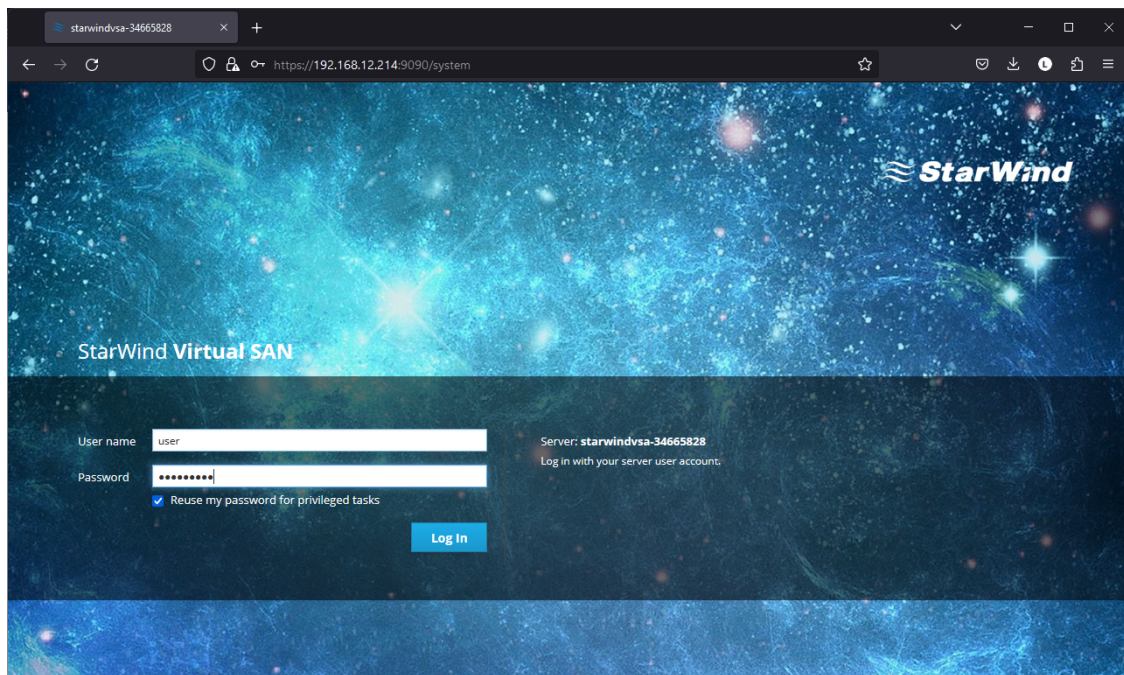 starwindvsa-34665828
https://192.168.12.214:9090/system
L
StarWind
StarWind Virtual SAN
User name user
Server: starwindvsa-34665828
Log in with your server user account.
Password •••••••••
Reuse my password for privileged tasks
Log In